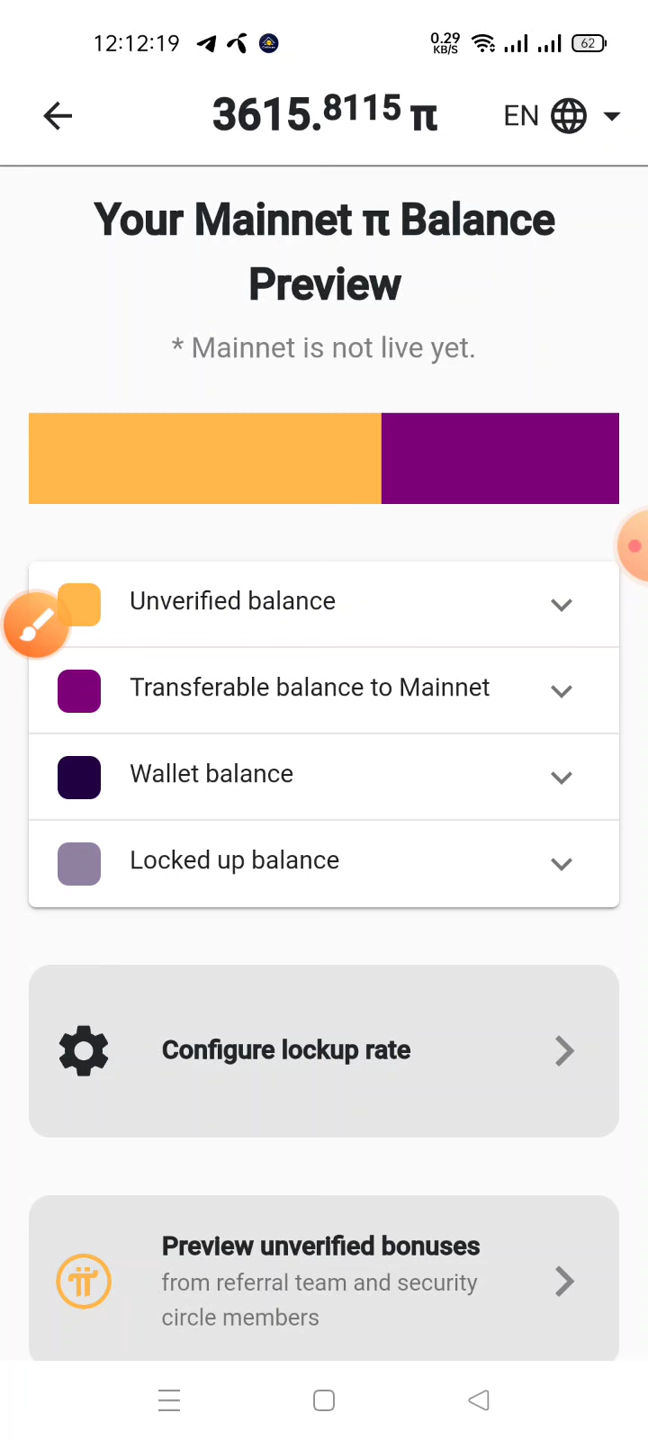 12:12:19 0.29 KB/S 62
3615.8115 π EN
Your Mainnet π Balance
Preview
* Mainnet is not live yet.
Unverified balance
Transferable balance to Mainnet
Wallet balance
Locked up balance
Configure lockup rate
Preview unverified bonuses
from referral team and security
circle members